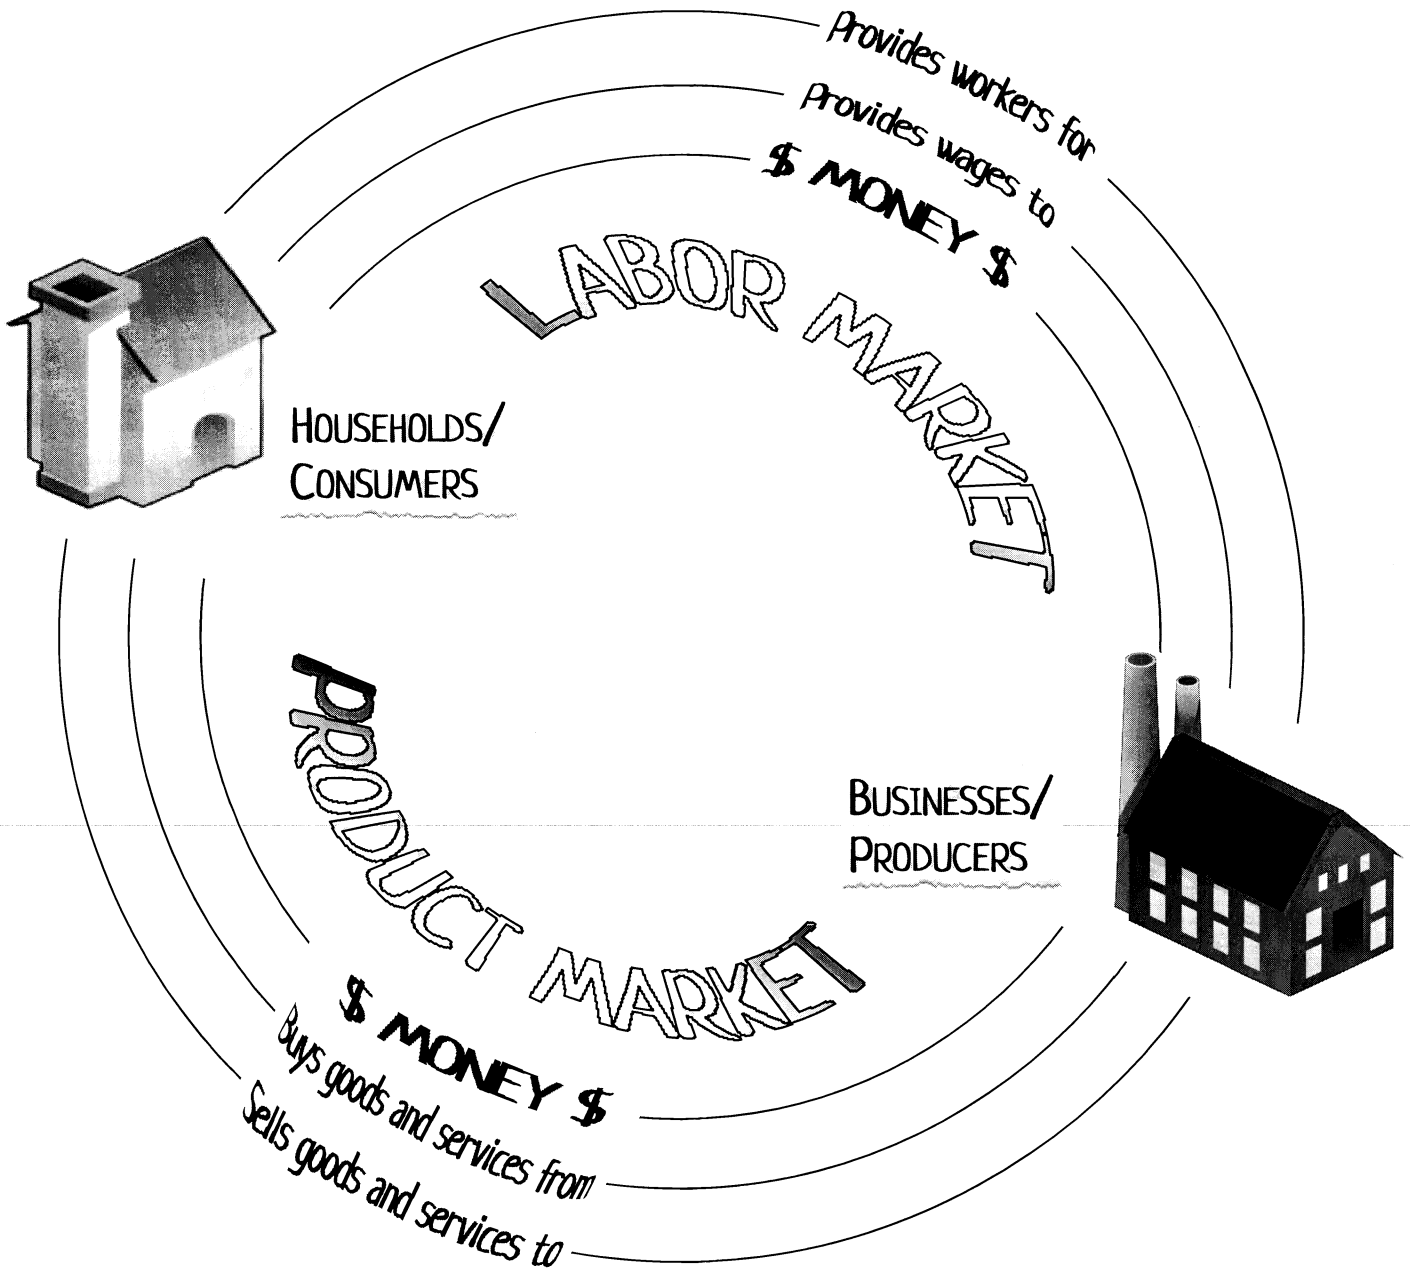 Provides workers for
Provides wages to
$ MONEY $
LABOR MARKET
HOUSEHOLDS/
CONSUMERS
BUSINESSES/
PRODUCERS
PRODUCT MARKET
$ MONEY $
Buys goods and services from
Sells goods and services to